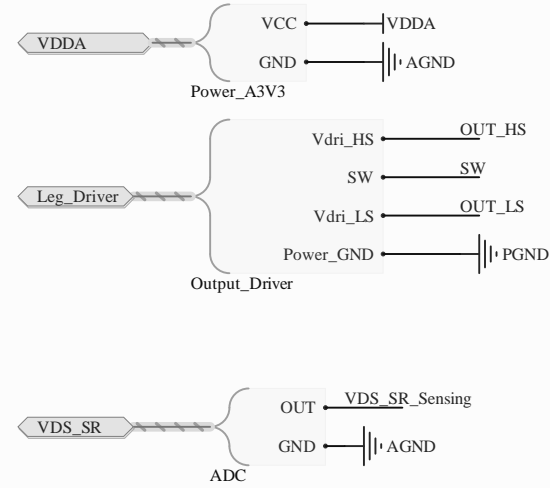 VCC VDDA
VDDA
GND AGND
Power_A3V3
Vdri_HS OUT_HS
SW SW
Leg_Driver
Vdri_LS OUT_LS
Power_GND PGND
Output_Driver
OUT VDS_SR_Sensing
VDS_SR
GND AGND
ADC